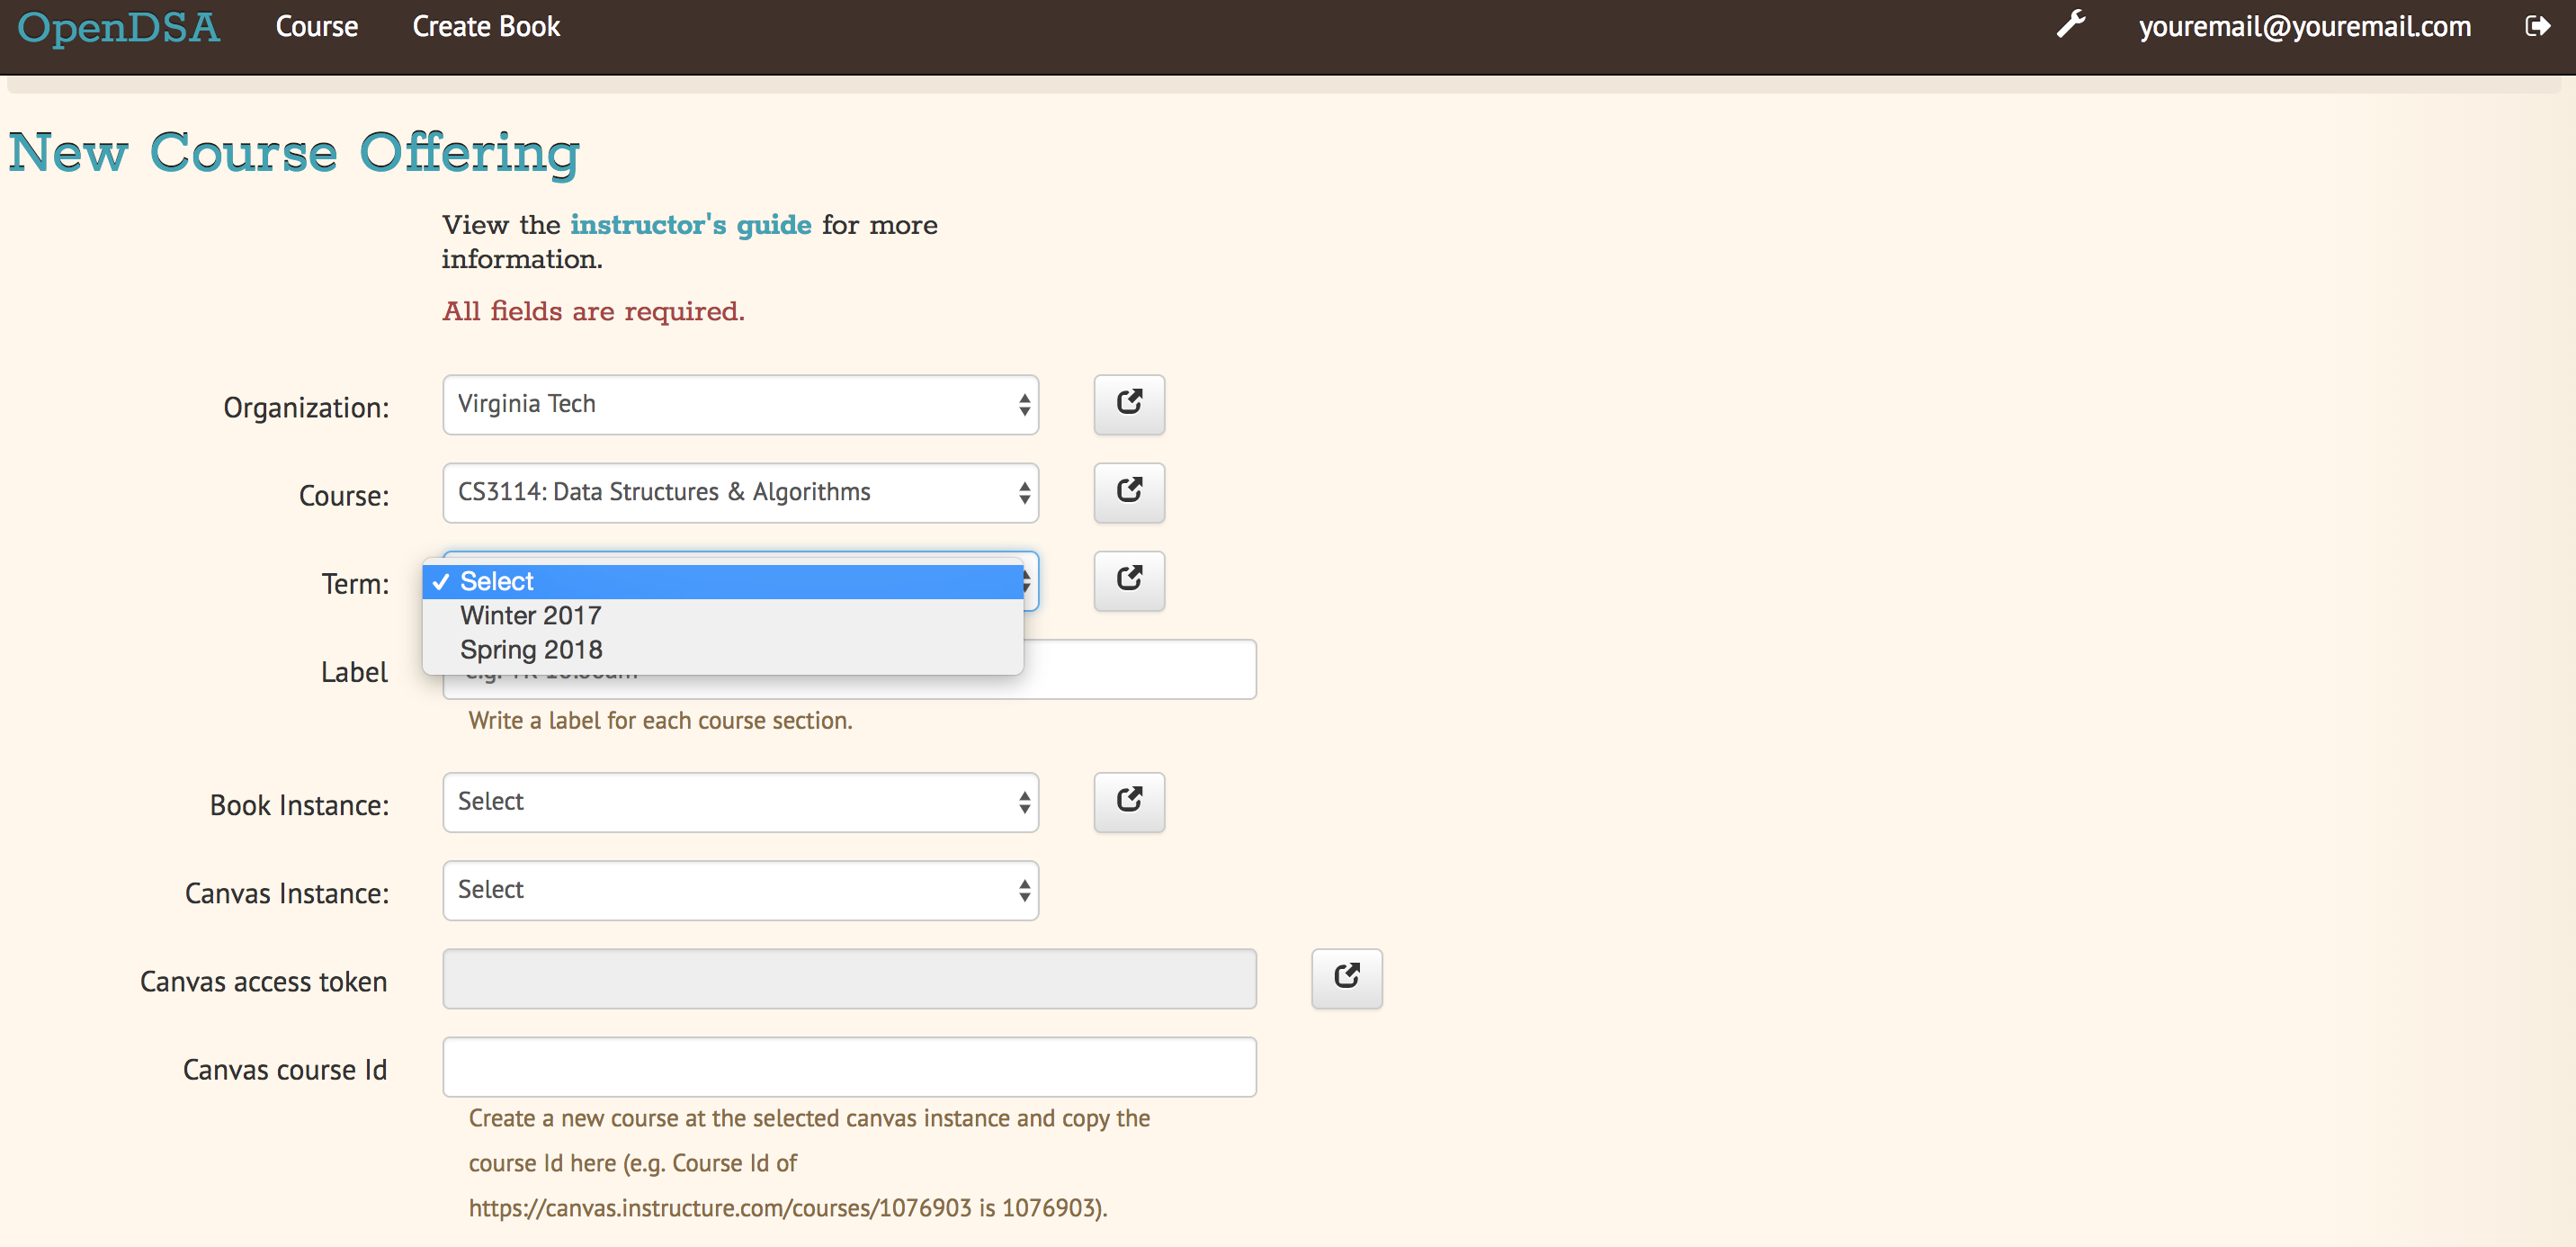 OpenDSA Course Create Book youremail@youremail.com
New Course Offering
View the instructor's guide for more
information.
All fields are required.
Organization: Virginia Tech
Course: CS3114: Data Structures & Algorithms
Term: Select
Winter 2017
Spring 2018
Label
Write a label for each course section.
Book Instance: Select
Canvas Instance: Select
Canvas access token
Canvas course Id
Create a new course at the selected canvas instance and copy the
course Id here (e.g. Course Id of
https://canvas.instructure.com/courses/1076903 is 1076903).